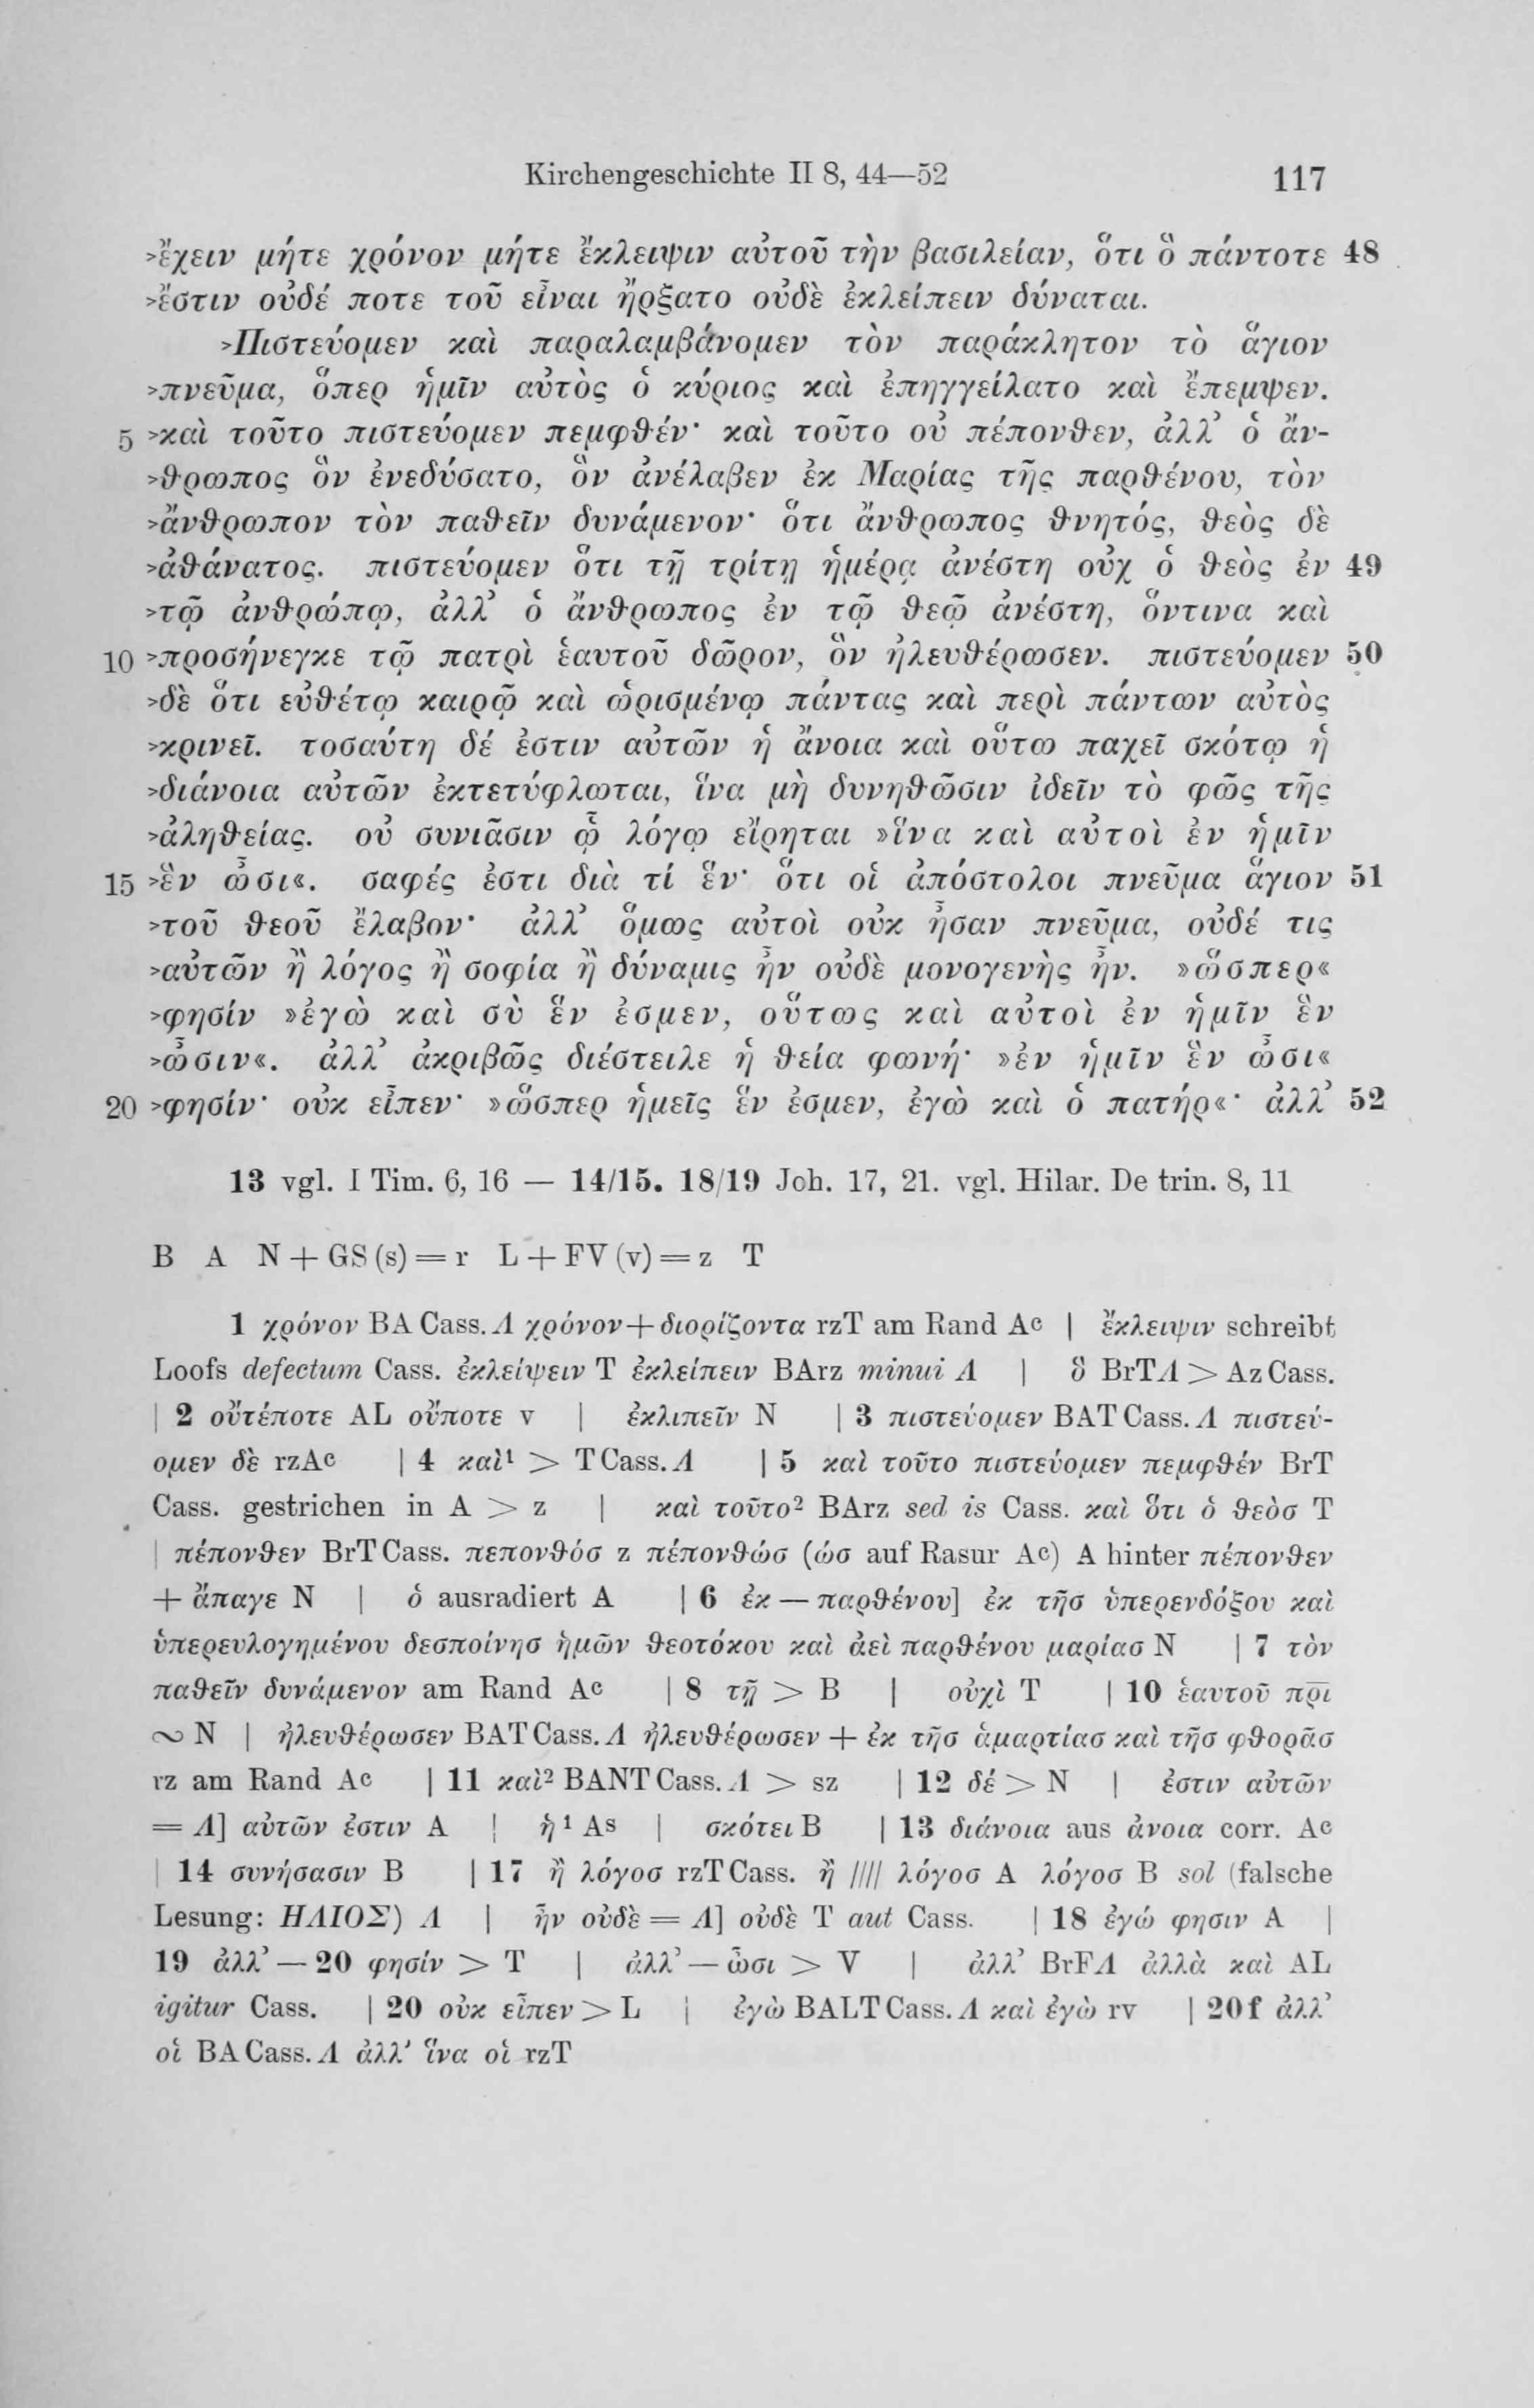 Kirchengeschichte II 8, 44—52 117
>ἔχειν μήτε χρόνον μήτε ἔκλειψιν αὐτοῦ τὴν βασιλείαν, ὅτι ὃ πάντοτε 48
>ἔστιν οὐδέ ποτε τοῦ εἶναι ἤρξατο οὐδὲ ἐκλείπειν δύναται.
>Πιστεύομεν καὶ παραλαμβάνομεν τὸν παράκλητον τὸ ἅγιον
>πνεῦμα, ὅπερ ἡμῖν αὐτὸς ὁ κύριος καὶ ἐπηγγείλατο καὶ ἔπεμψεν.
5 >καὶ τοῦτο πιστεύομεν πεμφθέν· καὶ τοῦτο οὐ πέπονθεν, ἀλλ’ ὁ ἄν-
>θρωπος ὃν ἐνεδύσατο, ὃν ἀνέλαβεν ἐκ Μαρίας τῆς παρθένου, τὸν
>ἄνθρωπον τὸν παθεῖν δυνάμενον· ὅτι ἄνθρωπος θνητός, θεὸς δὲ
>ἀθάνατος. πιστεύομεν ὅτι τῇ τρίτῃ ἡμέρᾳ ἀνέστη οὐχ ὁ θεὸς ἐν 49
>τῷ ἀνθρώπῳ, ἀλλ’ ὁ ἄνθρωπος ἐν τῷ θεῷ ἀνέστη, ὅντινα καὶ
10 >προσήνεγκε τῷ πατρὶ ἑαυτοῦ δῶρον, ὃν ἠλευθέρωσεν. πιστεύομεν 50
>δὲ ὅτι εὐθέτῳ καιρῷ καὶ ὡρισμένῳ πάντας καὶ περὶ πάντων αὐτὸς
>κρινεῖ. τοσαύτη δέ ἐστιν αὐτῶν ἡ ἄνοια καὶ οὕτω παχεῖ σκότῳ ἡ
>διάνοια αὐτῶν ἐκτετύφλωται, ἵνα μὴ δυνηθῶσιν ἰδεῖν τὸ φῶς τῆς
>ἀληθείας. οὐ συνιᾶσιν ᾧ λόγῳ εἴρηται »ἵνα καὶ αὐτοὶ ἐν ἡμῖν
15 >ἓν ὦσι«. σαφές ἐστι διὰ τί ἕν· ὅτι οἱ ἀπόστολοι πνεῦμα ἅγιον 51
>τοῦ θεοῦ ἔλαβον· ἀλλ’ ὅμως αὐτοὶ οὐκ ἦσαν πνεῦμα, οὐδέ τις
>αὐτῶν ἢ λόγος ἢ σοφία ἢ δύναμις ἦν οὐδὲ μονογενὴς ἦν. »ὥσπερ«
>φησίν »ἐγὼ καὶ σὺ ἕν ἐσμεν, οὕτως καὶ αὐτοὶ ἐν ἡμῖν ἓν
>ὦσιν«. ἀλλ’ ἀκριβῶς διέστειλε ἡ θεία φωνή· »ἐν ἡμῖν ἓν ὦσι«
20 >φησίν· οὐκ εἶπεν· »ὥσπερ ἡμεῖς ἕν ἐσμεν, ἐγὼ καὶ ὁ πατήρ«· ἀλλ’ 52
13 vgl. I Tim. 6, 16 — 14/15. 18/19 Joh. 17, 21. vgl. Hilar. De trin. 8, 11
B A N + GS (s) = r L + FV (v) = z T
1 χρόνον BA Cass. Λ χρόνον + διορίζοντα rzT am Rand Aᶜ | ἔκλειψιν schreibt
Loofs defectum Cass. ἐκλείψειν T ἐκλείπειν BArz minui Λ | ὃ BrTΛ > Az Cass.
| 2 οὔτέποτε AL οὔποτε v | ἐκλιπεῖν N | 3 πιστεύομεν BAT Cass. Λ πιστεύ-
ομεν δὲ rzAᶜ | 4 καὶ¹ > T Cass. Λ | 5 καὶ τοῦτο πιστεύομεν πεμφθέν BrT
Cass. gestrichen in A > z | καὶ τοῦτο² BArz sed is Cass. καὶ ὅτι ὁ θεὸσ T
| πέπονθεν BrT Cass. πεπονθόσ z πέπονθώσ (ώσ auf Rasur Aᶜ) A hinter πέπονθεν
+ ἄπαγε N | ὁ ausradiert A | 6 ἐκ — παρθένου] ἐκ τῆσ ὑπερενδόξου καὶ
ὑπερευλογημένου δεσποίνησ ἡμῶν θεοτόκου καὶ ἀεὶ παρθένου μαρίασ N | 7 τὸν
παθεῖν δυνάμενον am Rand Aᶜ | 8 τῇ > B | οὐχὶ T | 10 ἑαυτοῦ πρι
∾ N | ἠλευθέρωσεν BAT Cass. Λ ἠλευθέρωσεν + ἐκ τῆσ ἁμαρτίασ καὶ τῆσ φθορᾶσ
rz am Rand Aᶜ | 11 καὶ² BANT Cass. Λ > sz | 12 δέ > N | ἐστιν αὐτῶν
= Λ] αὐτῶν ἐστιν A | ἡ¹ Aˢ | σκότει B | 13 διάνοια aus ἀνοια corr. Aᶜ
| 14 συνήσασιν B | 17 ἢ λόγοσ rzT Cass. ἢ //// λόγοσ A λόγοσ B sol (falsche
Lesung: ΗΛΙΟΣ) Λ | ἦν οὐδὲ = Λ] οὐδὲ T aut Cass. | 18 ἐγώ φησιν A |
19 ἀλλ’ — 20 φησίν > T | ἀλλ’ — ὦσι > V | ἀλλ’ BrFΛ ἀλλὰ καὶ AL
igitur Cass. | 20 οὐκ εἶπεν > L | ἐγὼ BALT Cass. Λ καὶ ἐγὼ rv | 20f ἀλλ’
οἱ BA Cass. Λ ἀλλ’ ἵνα οἱ rzT